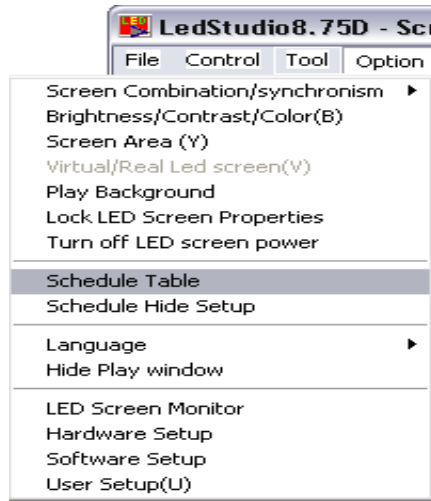 LedStudio8.75D - Scr
File Control Tool Option
Screen Combination/synchronism
Brightness/Contrast/Color(B)
Screen Area (Y)
Virtual/Real Led screen(V)
Play Background
Lock LED Screen Properties
Turn off LED screen power
Schedule Table
Schedule Hide Setup
Language
Hide Play window
LED Screen Monitor
Hardware Setup
Software Setup
User Setup(U)